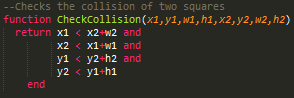 --Checks the collision of two squares
function CheckCollision(x1,y1,w1,h1,x2,y2,w2,h2)
return x1 < x2+w2 and
x2 < x1+w1 and
y1 < y2+h2 and
y2 < y1+h1
end